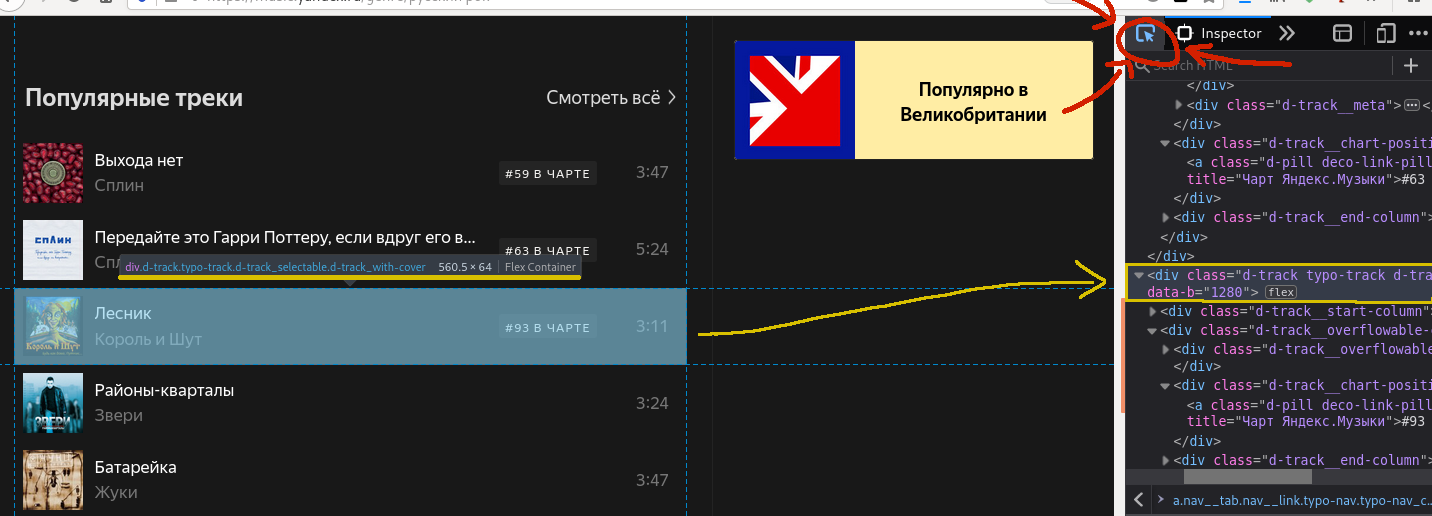 Inspector
Search HTML
Популярные треки
Смотреть всё
Популярно в
Великобритании
Выхода нет
Сплин
#59 В ЧАРТЕ
3:47
сплин
Передайте это Гарри Поттеру, если вдруг его в...
#63 В ЧАРТЕ
5:24
div.d-track.typo-track.d-track_selectable.d-track_with-cover 560.5 × 64 Flex Container
Лесник
Король и Шут
#93 В ЧАРТЕ
3:11
Король и Шут
Районы-кварталы
Звери
3:24
ЗВЕРИ
Батарейка
Жуки
3:47
</div>
<div class="d-track__meta">
</div>
<div class="d-track__chart-positi
<a class="d-pill deco-link-pill
title="Чарт Яндекс.Музыки">#63
</div>
<div class="d-track__end-column">
</div>
</div>
<div class="d-track typo-track d-tra
data-b="1280"> flex
<div class="d-track__start-column">
<div class="d-track__overflowable-
<div class="d-track__overflowable
</div>
<div class="d-track__chart-positi
<a class="d-pill deco-link-pill
title="Чарт Яндекс.Музыки">#93
</div>
<div class="d-track__end-column">
a.nav__tab.nav__link.typo-nav.typo-nav_c...